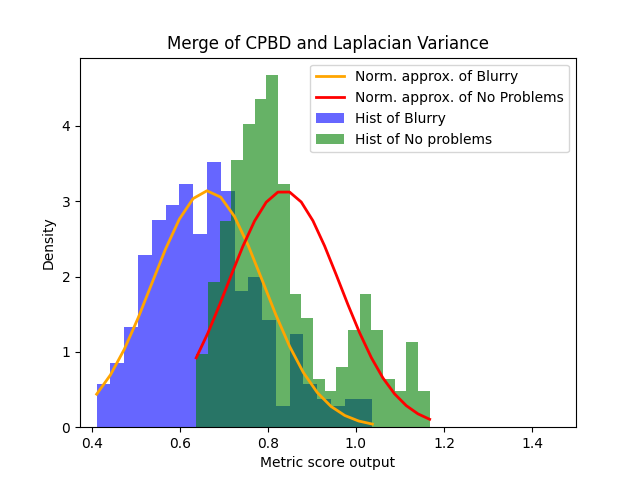 Merge of CPBD and Laplacian Variance
Norm. approx. of Blurry
Norm. approx. of No Problems
Hist of Blurry
Hist of No problems
Density
4
3
2
1
0
0.4 0.6 0.8 1.0 1.2 1.4
Metric score output